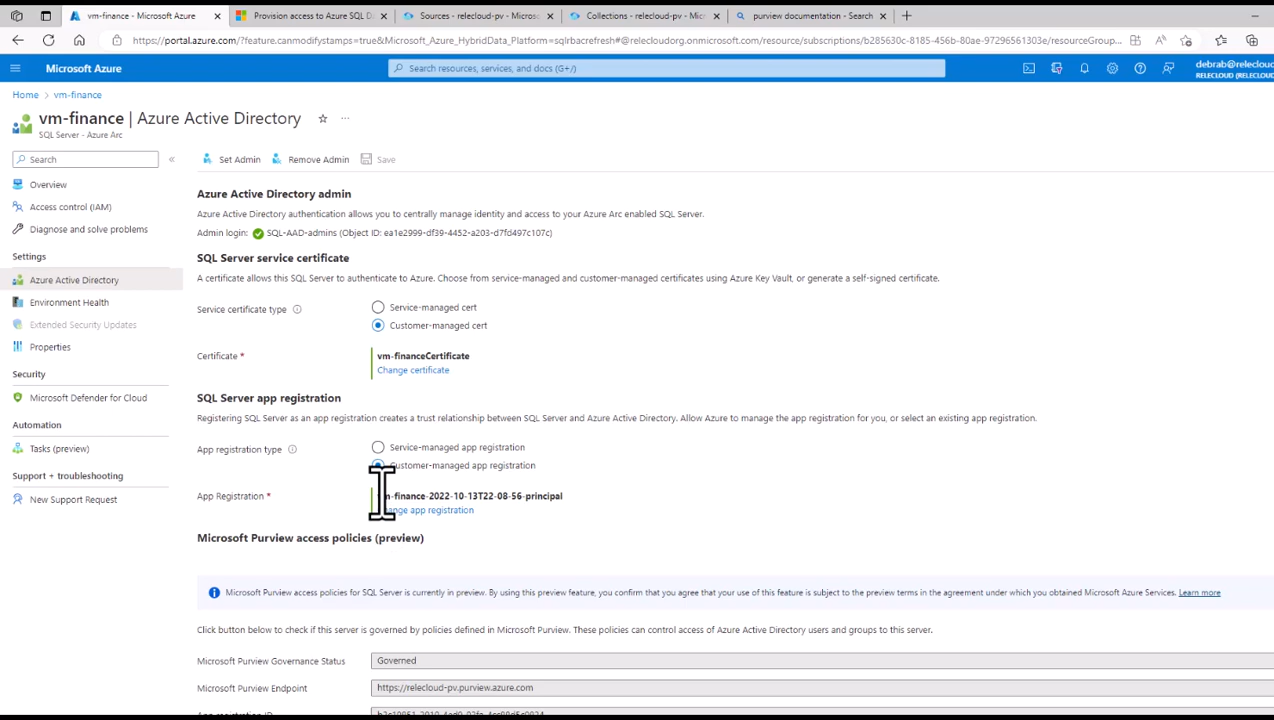 vm-finance - Microsoft Azure
Provision access to Azure SQL D
Sources - relecloud-pv - Microso
Collections - relecloud-pv - Micr
purview documentation - Search
https://portal.azure.com/?feature.canmodifystamps=true&Microsoft_Azure_HybridData_Platform=sqlrbacrefresh#@relecloudorg.onmicrosoft.com/resource/subscriptions/b285630c-8185-456b-80ae-97296561303e/resourceGroup...
Microsoft Azure
Search resources, services, and docs (G+/)
debrab@relecloud
RELECLOUD (RELECLOUD
Home > vm-finance
vm-finance | Azure Active Directory
SQL Server - Azure Arc
Search
Set Admin
Remove Admin
Save
Overview
Access control (IAM)
Diagnose and solve problems
Settings
Azure Active Directory
Environment Health
Extended Security Updates
Properties
Security
Microsoft Defender for Cloud
Automation
Tasks (preview)
Support + troubleshooting
New Support Request
Azure Active Directory admin
Azure Active Directory authentication allows you to centrally manage identity and access to your Azure Arc enabled SQL Server.
Admin login: SQL-AAD-admins (Object ID: ea1e2999-df39-4452-a203-d7fd497c107c)
SQL Server service certificate
A certificate allows this SQL Server to authenticate to Azure. Choose from service-managed and customer-managed certificates using Azure Key Vault, or generate a self-signed certificate.
Service certificate type
Service-managed cert
Customer-managed cert
Certificate *
vm-financeCertificate
Change certificate
SQL Server app registration
Registering SQL Server as an app registration creates a trust relationship between SQL Server and Azure Active Directory. Allow Azure to manage the app registration for you, or select an existing app registration.
App registration type
Service-managed app registration
Customer-managed app registration
App Registration *
m-finance-2022-10-13T22-08-56-principal
ange app registration
Microsoft Purview access policies (preview)
Microsoft Purview access policies for SQL Server is currently in preview. By using this preview feature, you confirm that you agree that your use of this feature is subject to the preview terms in the agreement under which you obtained Microsoft Azure Services. Learn more
Click button below to check if this server is governed by policies defined in Microsoft Purview. These policies can control access of Azure Active Directory users and groups to this server.
Microsoft Purview Governance Status
Governed
Microsoft Purview Endpoint
https://relecloud-pv.purview.azure.com
App registration ID